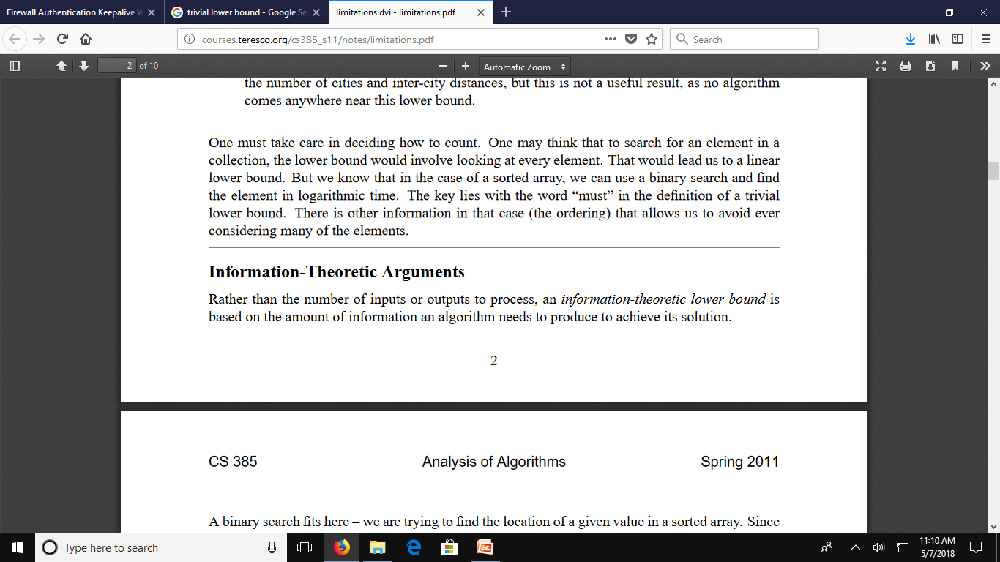 Firewall Authentication Keepalive
trivial lower bound - Google Se
limitations.dvi - limitations.pdf
courses.teresco.org/cs385_s11/notes/limitations.pdf
Search
2 of 10
Automatic Zoom
the number of cities and inter-city distances, but this is not a useful result, as no algorithm
comes anywhere near this lower bound.
One must take care in deciding how to count. One may think that to search for an element in a
collection, the lower bound would involve looking at every element. That would lead us to a linear
lower bound. But we know that in the case of a sorted array, we can use a binary search and find
the element in logarithmic time. The key lies with the word “must” in the definition of a trivial
lower bound. There is other information in that case (the ordering) that allows us to avoid ever
considering many of the elements.
Information-Theoretic Arguments
Rather than the number of inputs or outputs to process, an information-theoretic lower bound is
based on the amount of information an algorithm needs to produce to achieve its solution.
2
CS 385 Analysis of Algorithms Spring 2011
A binary search fits here – we are trying to find the location of a given value in a sorted array. Since
Type here to search
11:10 AM
5/7/2018